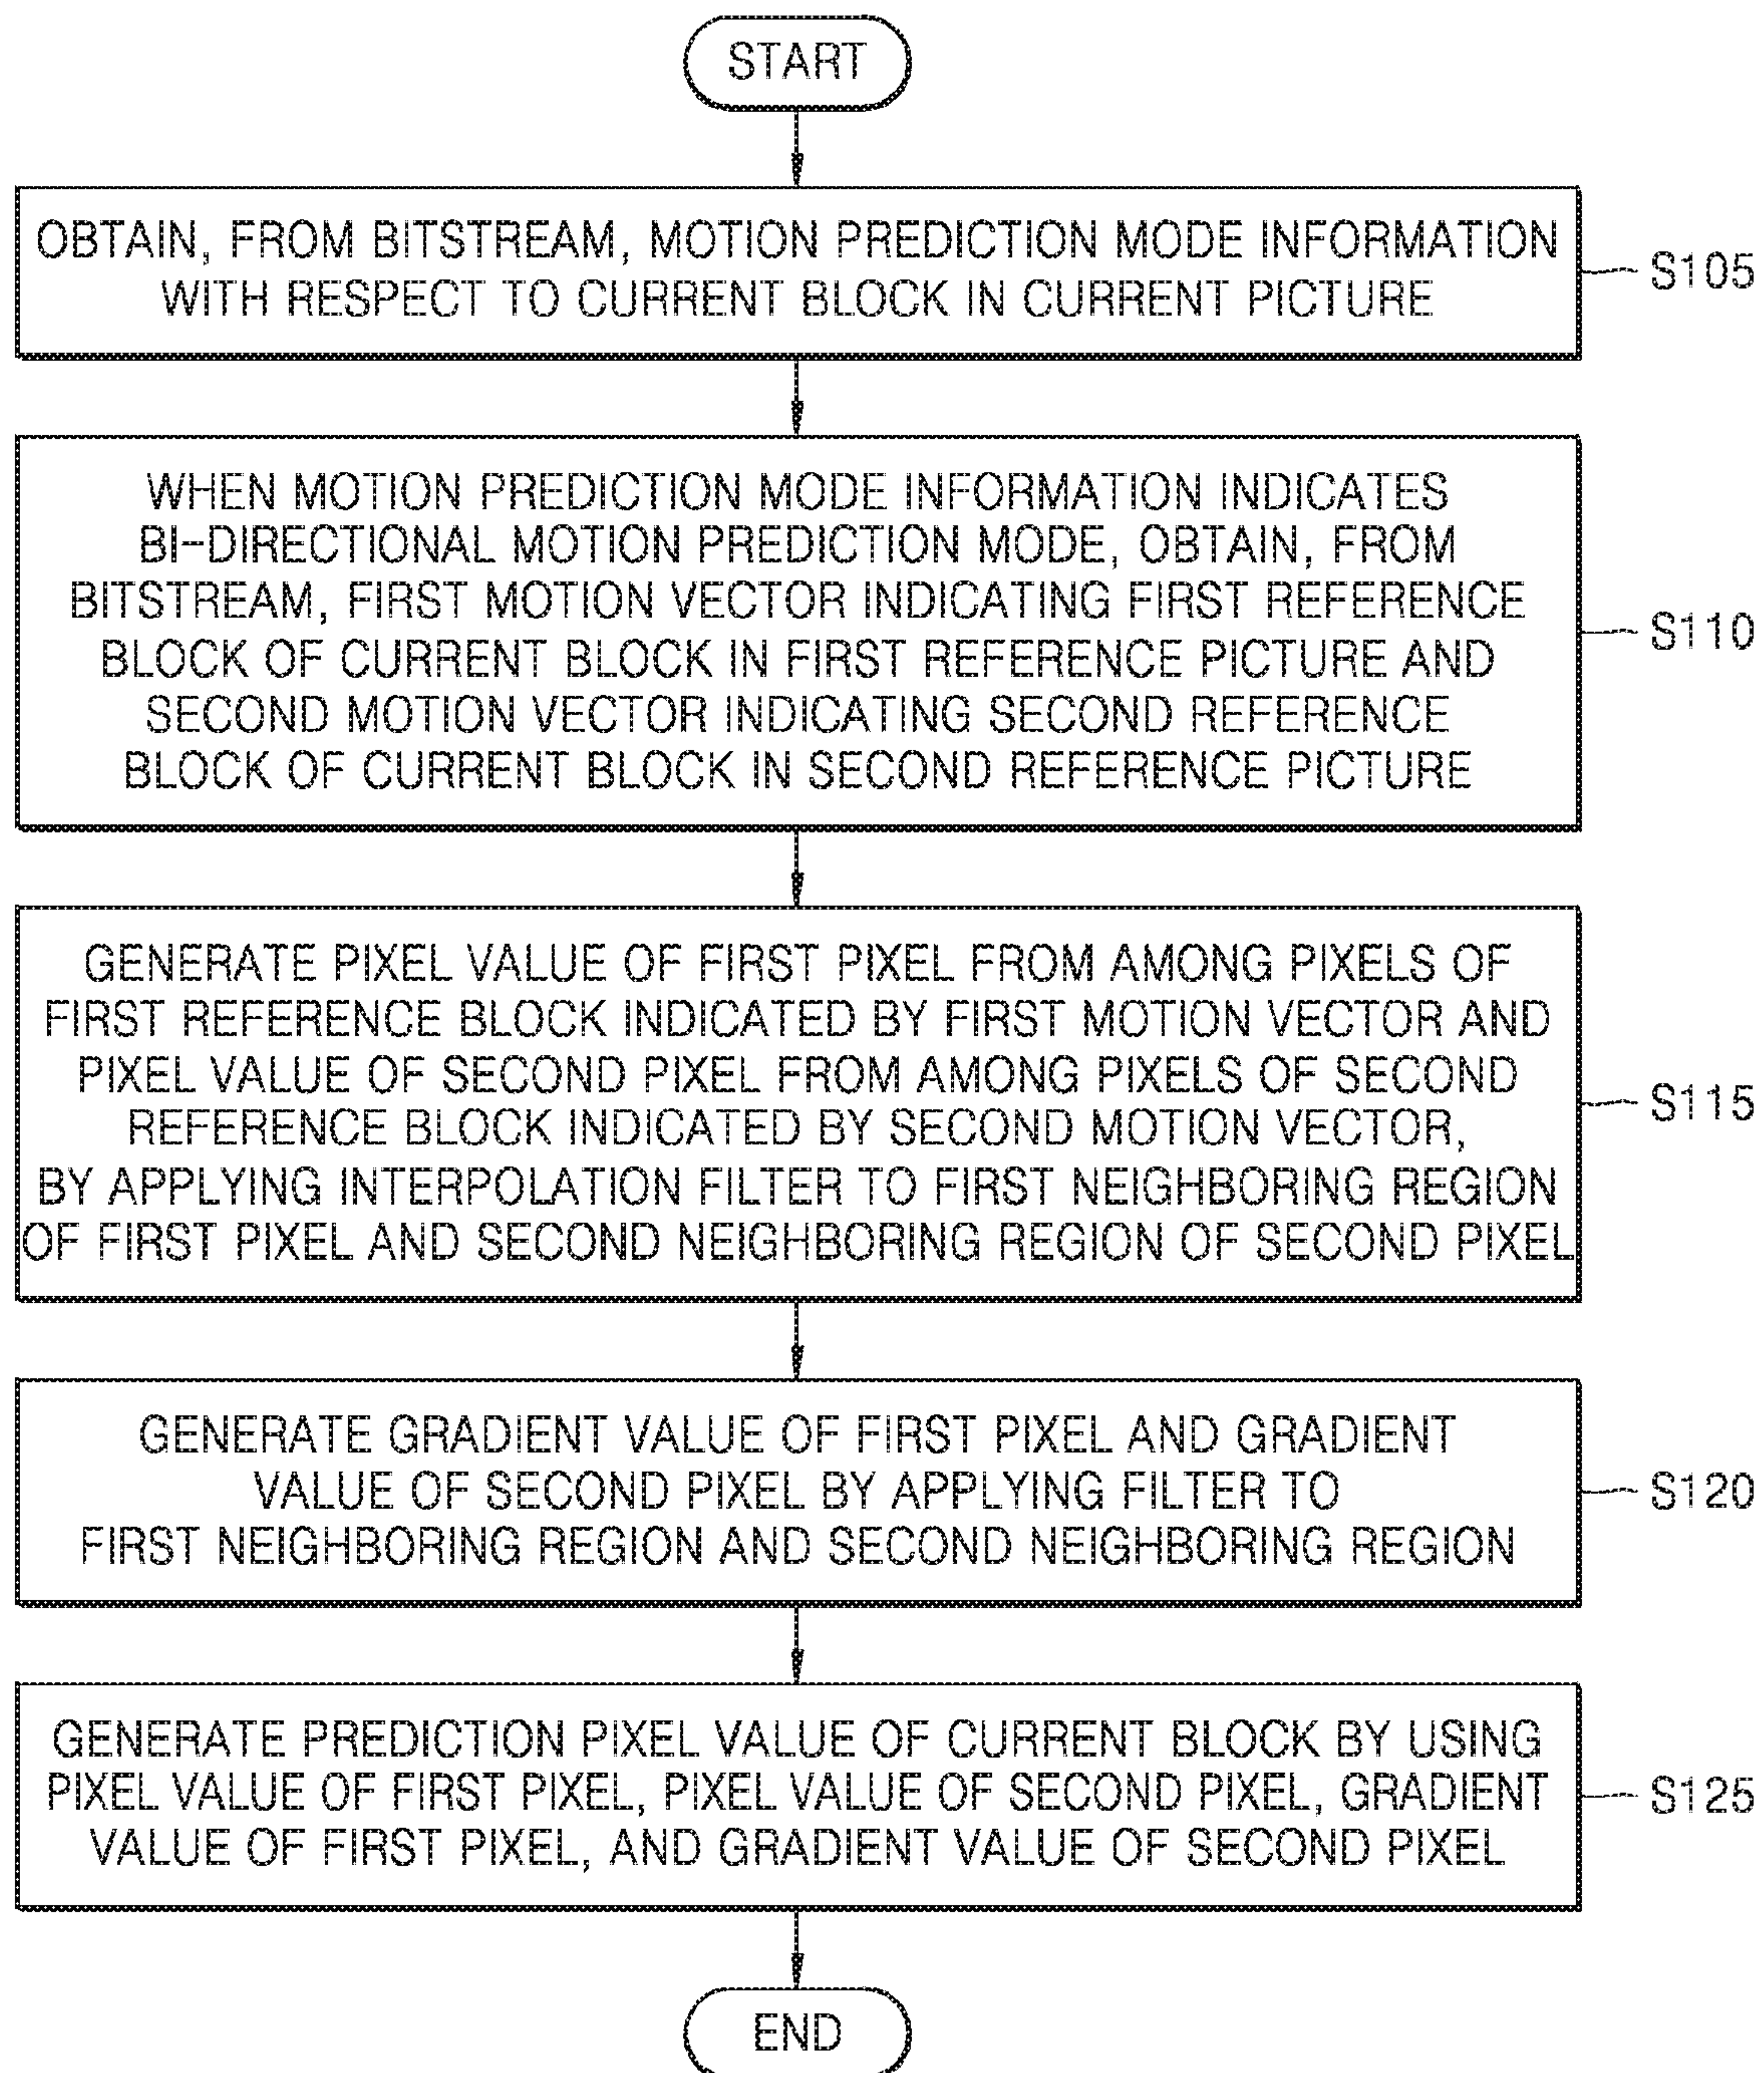 START
OBTAIN, FROM BITSTREAM, MOTION PREDICTION MODE INFORMATION
WITH RESPECT TO CURRENT BLOCK IN CURRENT PICTURE
S105
WHEN MOTION PREDICTION MODE INFORMATION INDICATES
BI-DIRECTIONAL MOTION PREDICTION MODE, OBTAIN, FROM
BITSTREAM, FIRST MOTION VECTOR INDICATING FIRST REFERENCE
BLOCK OF CURRENT BLOCK IN FIRST REFERENCE PICTURE AND
SECOND MOTION VECTOR INDICATING SECOND REFERENCE
BLOCK OF CURRENT BLOCK IN SECOND REFERENCE PICTURE
S110
GENERATE PIXEL VALUE OF FIRST PIXEL FROM AMONG PIXELS OF
FIRST REFERENCE BLOCK INDICATED BY FIRST MOTION VECTOR AND
PIXEL VALUE OF SECOND PIXEL FROM AMONG PIXELS OF SECOND
REFERENCE BLOCK INDICATED BY SECOND MOTION VECTOR,
BY APPLYING INTERPOLATION FILTER TO FIRST NEIGHBORING REGION
OF FIRST PIXEL AND SECOND NEIGHBORING REGION OF SECOND PIXEL
S115
GENERATE GRADIENT VALUE OF FIRST PIXEL AND GRADIENT
VALUE OF SECOND PIXEL BY APPLYING FILTER TO
FIRST NEIGHBORING REGION AND SECOND NEIGHBORING REGION
S120
GENERATE PREDICTION PIXEL VALUE OF CURRENT BLOCK BY USING
PIXEL VALUE OF FIRST PIXEL, PIXEL VALUE OF SECOND PIXEL, GRADIENT
VALUE OF FIRST PIXEL, AND GRADIENT VALUE OF SECOND PIXEL
S125
END